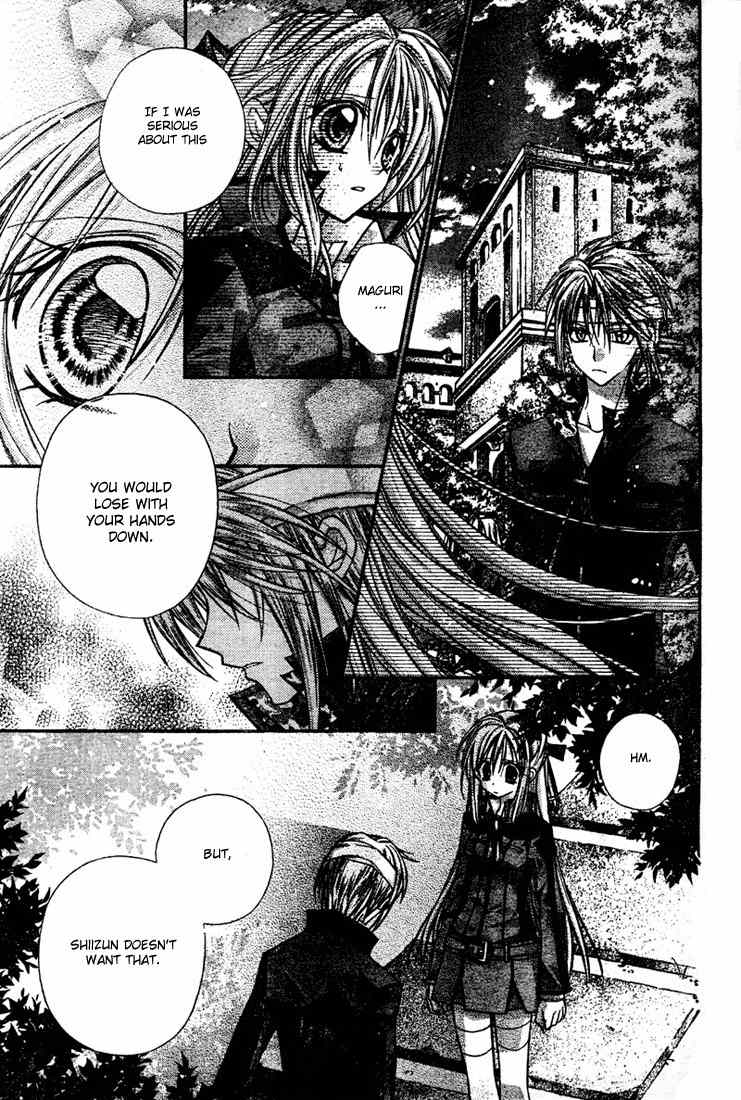 MAGURI
...
IF I WAS
SERIOUS
ABOUT THIS
YOU WOULD
LOSE WITH
YOUR HANDS
DOWN.
HM.
BUT,
SHIIZUN DOESN'T
WANT THAT.